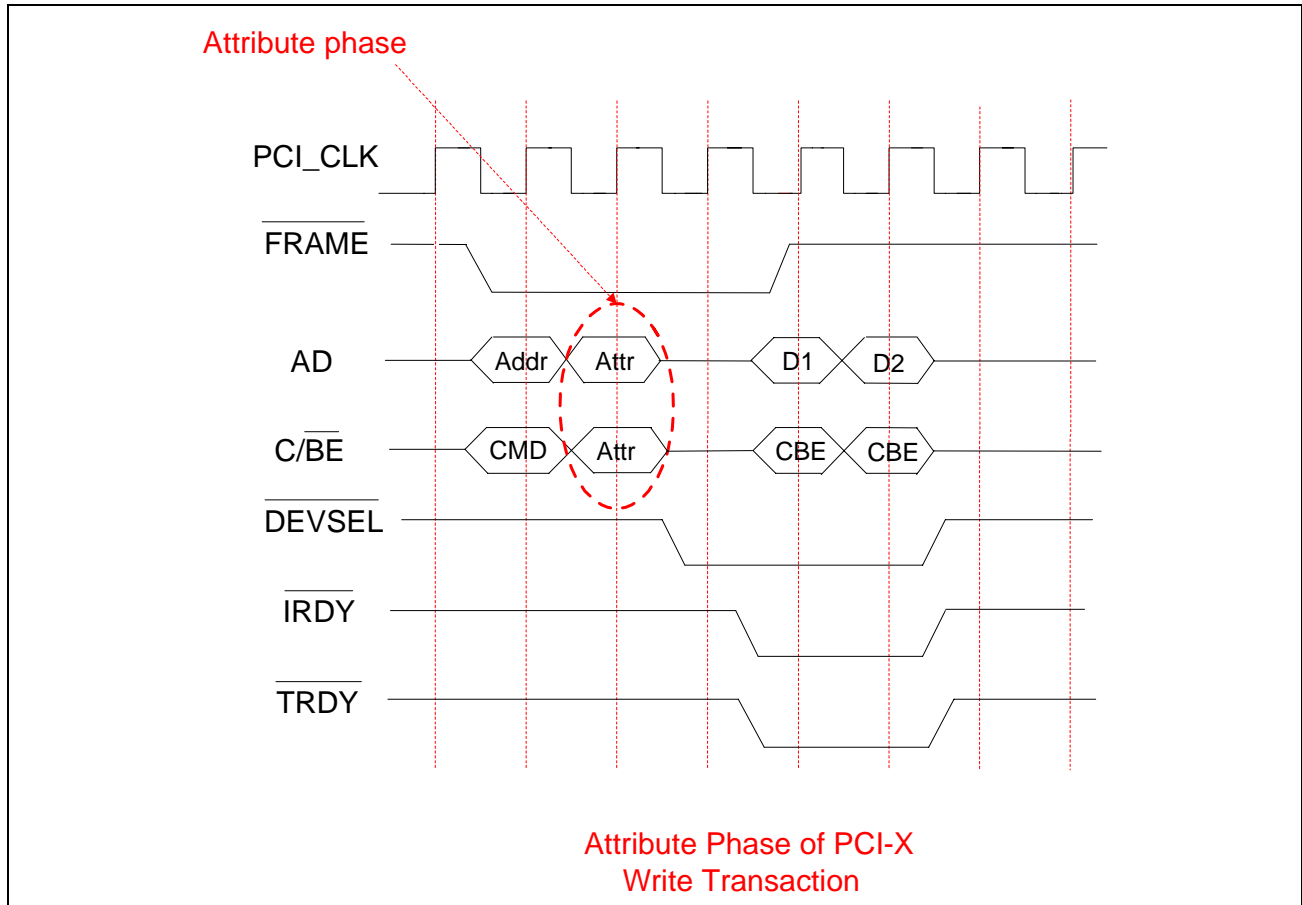 Attribute phase
PCI_CLK
FRAME
AD Addr Attr D1 D2
C/BE CMD Attr CBE CBE
DEVSEL
IRDY
TRDY
Attribute Phase of PCI-X
Write Transaction